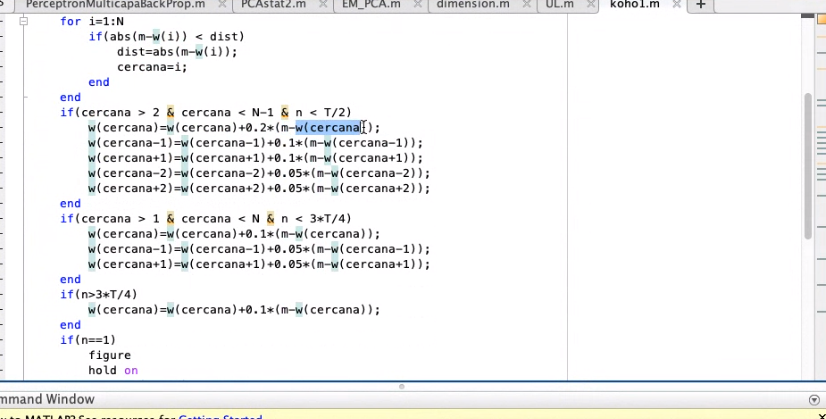 PerceptronMulticapaBackProp.m × PCAstat2.m × EM_PCA.m × dimension.m × UL.m × koho1.m × +
for i=1:N
if(abs(m-w(i)) < dist)
dist=abs(m-w(i));
cercana=i;
end
end
if(cercana > 2 & cercana < N-1 & n < T/2)
w(cercana)=w(cercana)+0.2*(m-w(cercana));
w(cercana-1)=w(cercana-1)+0.1*(m-w(cercana-1));
w(cercana+1)=w(cercana+1)+0.1*(m-w(cercana+1));
w(cercana-2)=w(cercana-2)+0.05*(m-w(cercana-2));
w(cercana+2)=w(cercana+2)+0.05*(m-w(cercana+2));
end
if(cercana > 1 & cercana < N & n < 3*T/4)
w(cercana)=w(cercana)+0.1*(m-w(cercana));
w(cercana-1)=w(cercana-1)+0.05*(m-w(cercana-1));
w(cercana+1)=w(cercana+1)+0.05*(m-w(cercana+1));
end
if(n>3*T/4)
w(cercana)=w(cercana)+0.1*(m-w(cercana));
end
if(n==1)
figure
hold on
mmand Window
w to MATLAB? See resources for Getting Started.